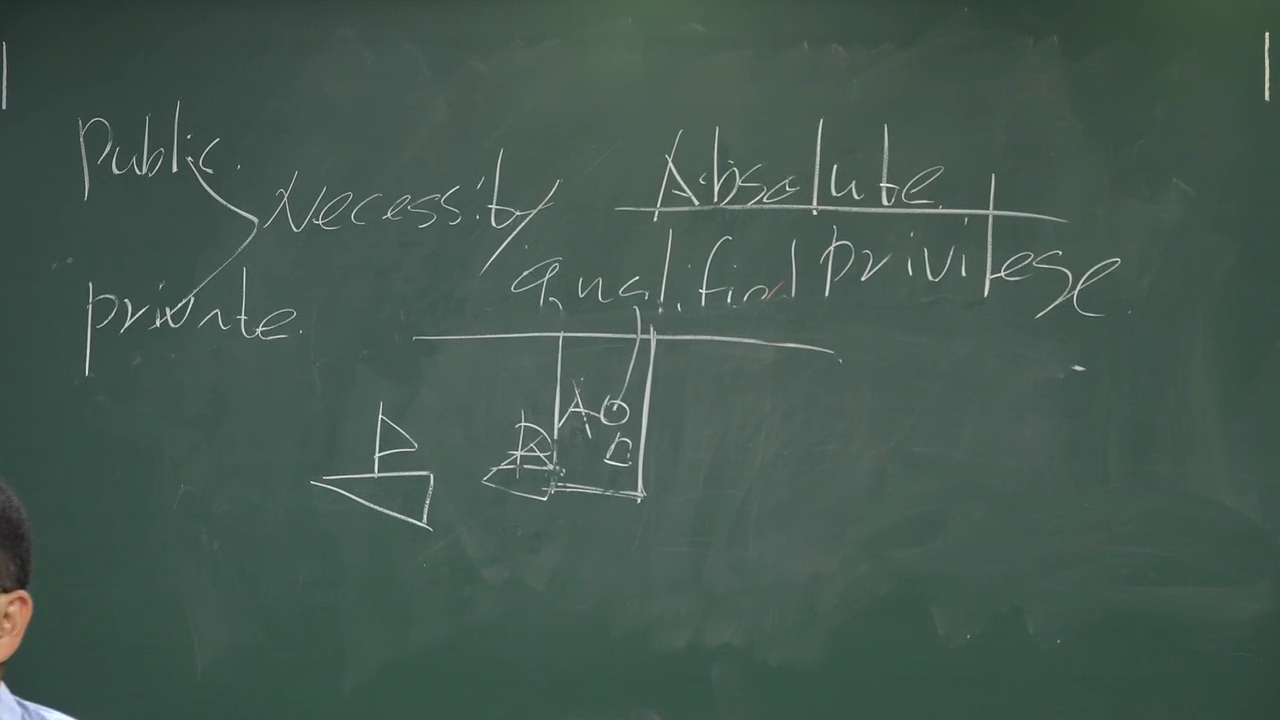 Public.
Necessity
private.
Absolute
qualified privilege
A
B